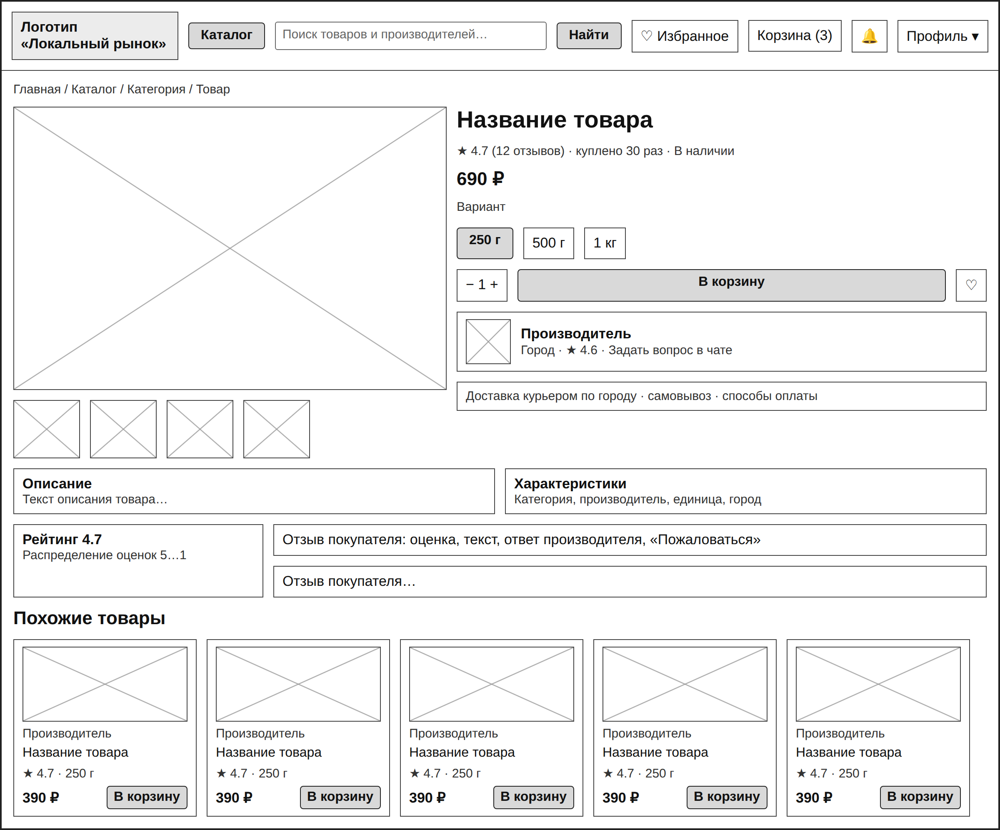 Логотип
«Локальный рынок»
Каталог
Поиск товаров и производителей…
Найти
♡ Избранное
Корзина (3)
🔔
Профиль ▾
Главная / Каталог / Категория / Товар
Название товара
★ 4.7 (12 отзывов) · куплено 30 раз · В наличии
690 ₽
Вариант
250 г
500 г
1 кг
− 1 +
В корзину
♡
Производитель
Город · ★ 4.6 · Задать вопрос в чате
Доставка курьером по городу · самовывоз · способы оплаты
Описание
Текст описания товара…
Характеристики
Категория, производитель, единица, город
Рейтинг 4.7
Распределение оценок 5…1
Отзыв покупателя: оценка, текст, ответ производителя, «Пожаловаться»
Отзыв покупателя…
Похожие товары
Производитель
Название товара
★ 4.7 · 250 г
390 ₽
В корзину
Производитель
Название товара
★ 4.7 · 250 г
390 ₽
В корзину
Производитель
Название товара
★ 4.7 · 250 г
390 ₽
В корзину
Производитель
Название товара
★ 4.7 · 250 г
390 ₽
В корзину
Производитель
Название товара
★ 4.7 · 250 г
390 ₽
В корзину